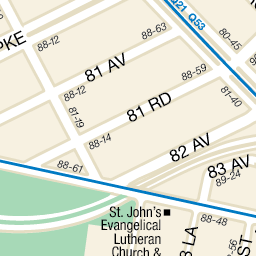 Q21 Q53
PKE
88-12
88-63
80-45
81 AV
88-59
88-12
81-40
81-19
81 RD
88-14
82 AV
88-61
83 AV
89-24
St. John's
Evangelical
Lutheran
Church &
88-48
88-56
LA
ST